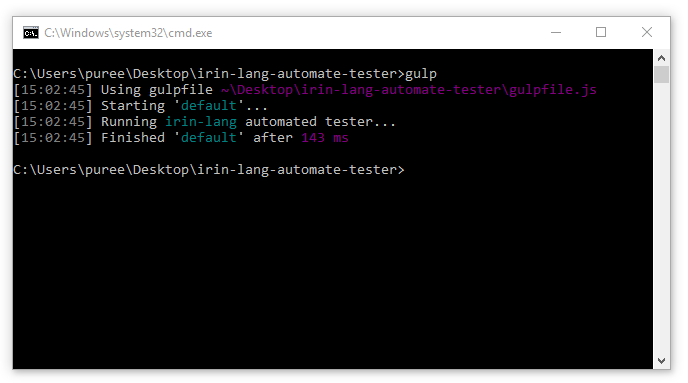 C:\Windows\system32\cmd.exe
C:\Users\puree\Desktop\irin-lang-automate-tester>gulp
[15:02:45] Using gulpfile ~\Desktop\irin-lang-automate-tester\gulpfile.js
[15:02:45] Starting 'default'...
[15:02:45] Running irin-lang automated tester...
[15:02:45] Finished 'default' after 143 ms
C:\Users\puree\Desktop\irin-lang-automate-tester>